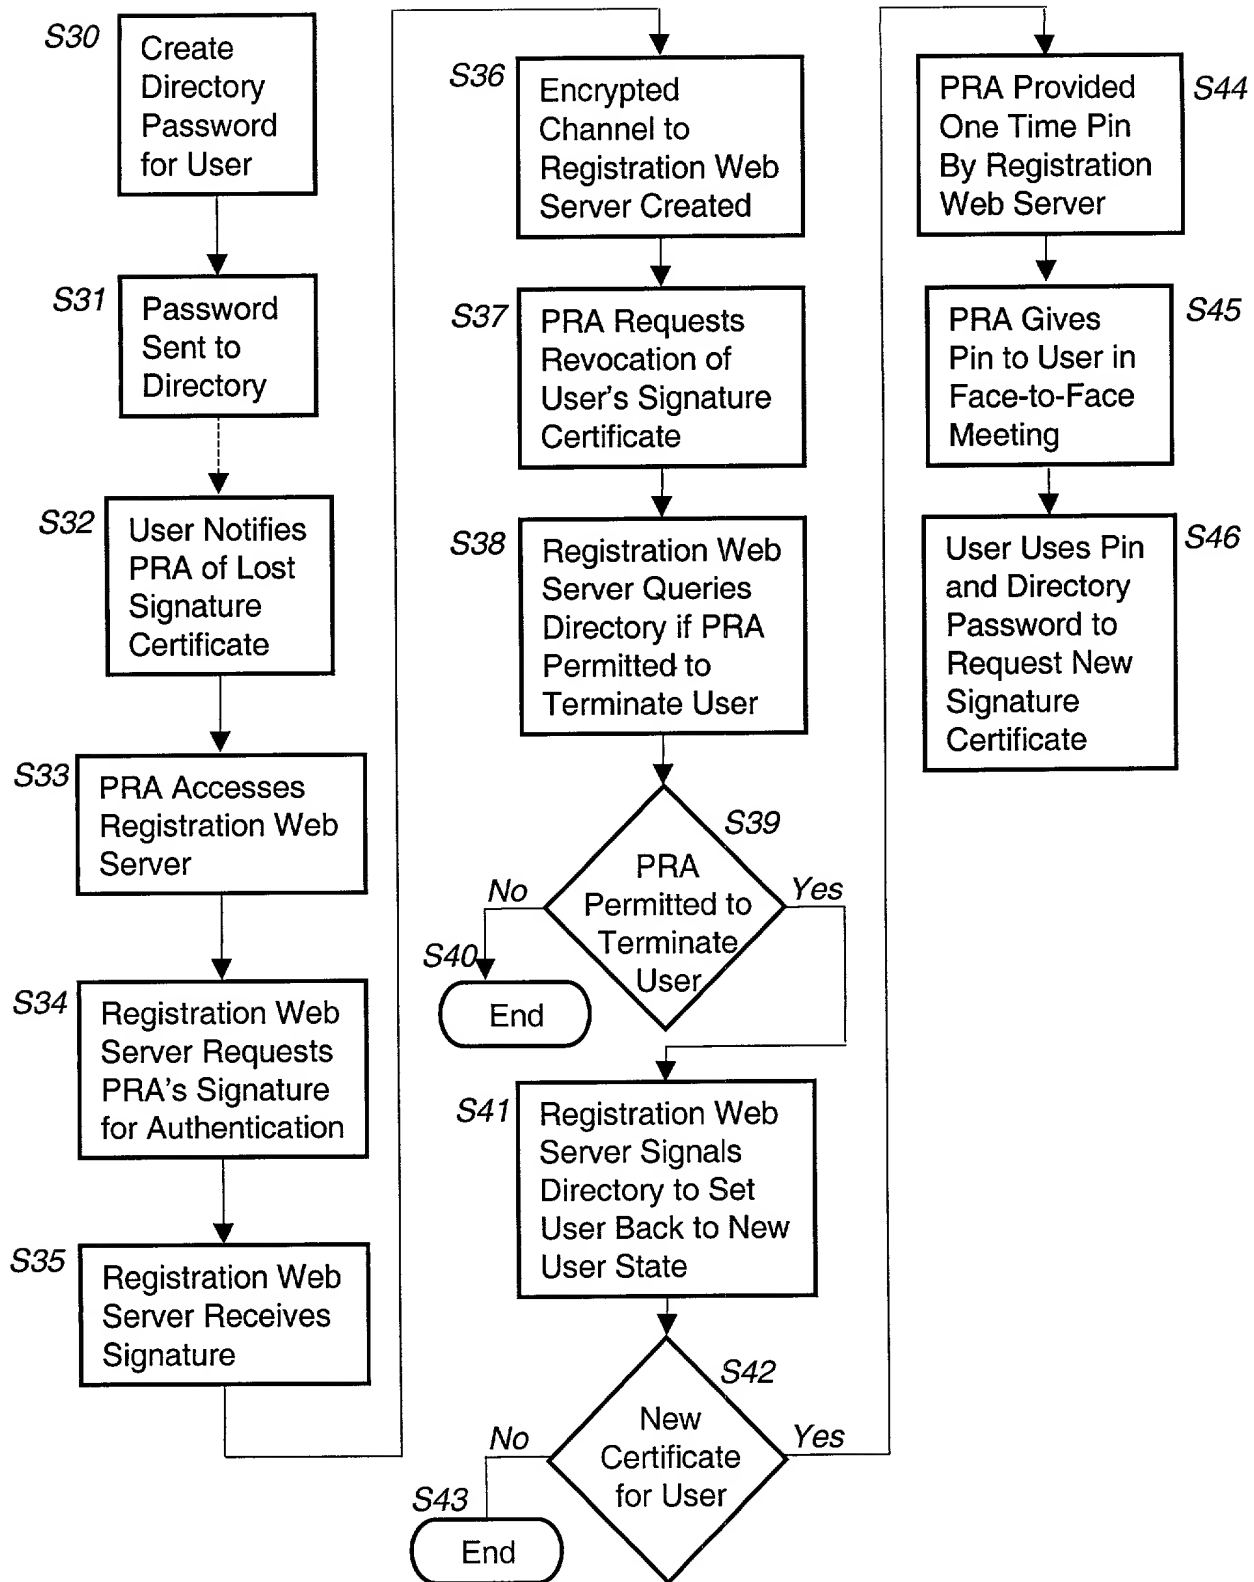 S30
Create
Directory
Password
for User
S31
Password
Sent to
Directory
S32
User Notifies
PRA of Lost
Signature
Certificate
S33
PRA Accesses
Registration Web
Server
S34
Registration Web
Server Requests
PRA's Signature
for Authentication
S35
Registration Web
Server Receives
Signature
S36
Encrypted
Channel to
Registration Web
Server Created
S37
PRA Requests
Revocation of
User's Signature
Certificate
S38
Registration Web
Server Queries
Directory if PRA
Permitted to
Terminate User
S39
PRA
Permitted to
Terminate
User
No
Yes
S40
End
S41
Registration Web
Server Signals
Directory to Set
User Back to New
User State
S42
New
Certificate
for User
No
Yes
S43
End
S44
PRA Provided
One Time Pin
By Registration
Web Server
S45
PRA Gives
Pin to User in
Face-to-Face
Meeting
S46
User Uses Pin
and Directory
Password to
Request New
Signature
Certificate